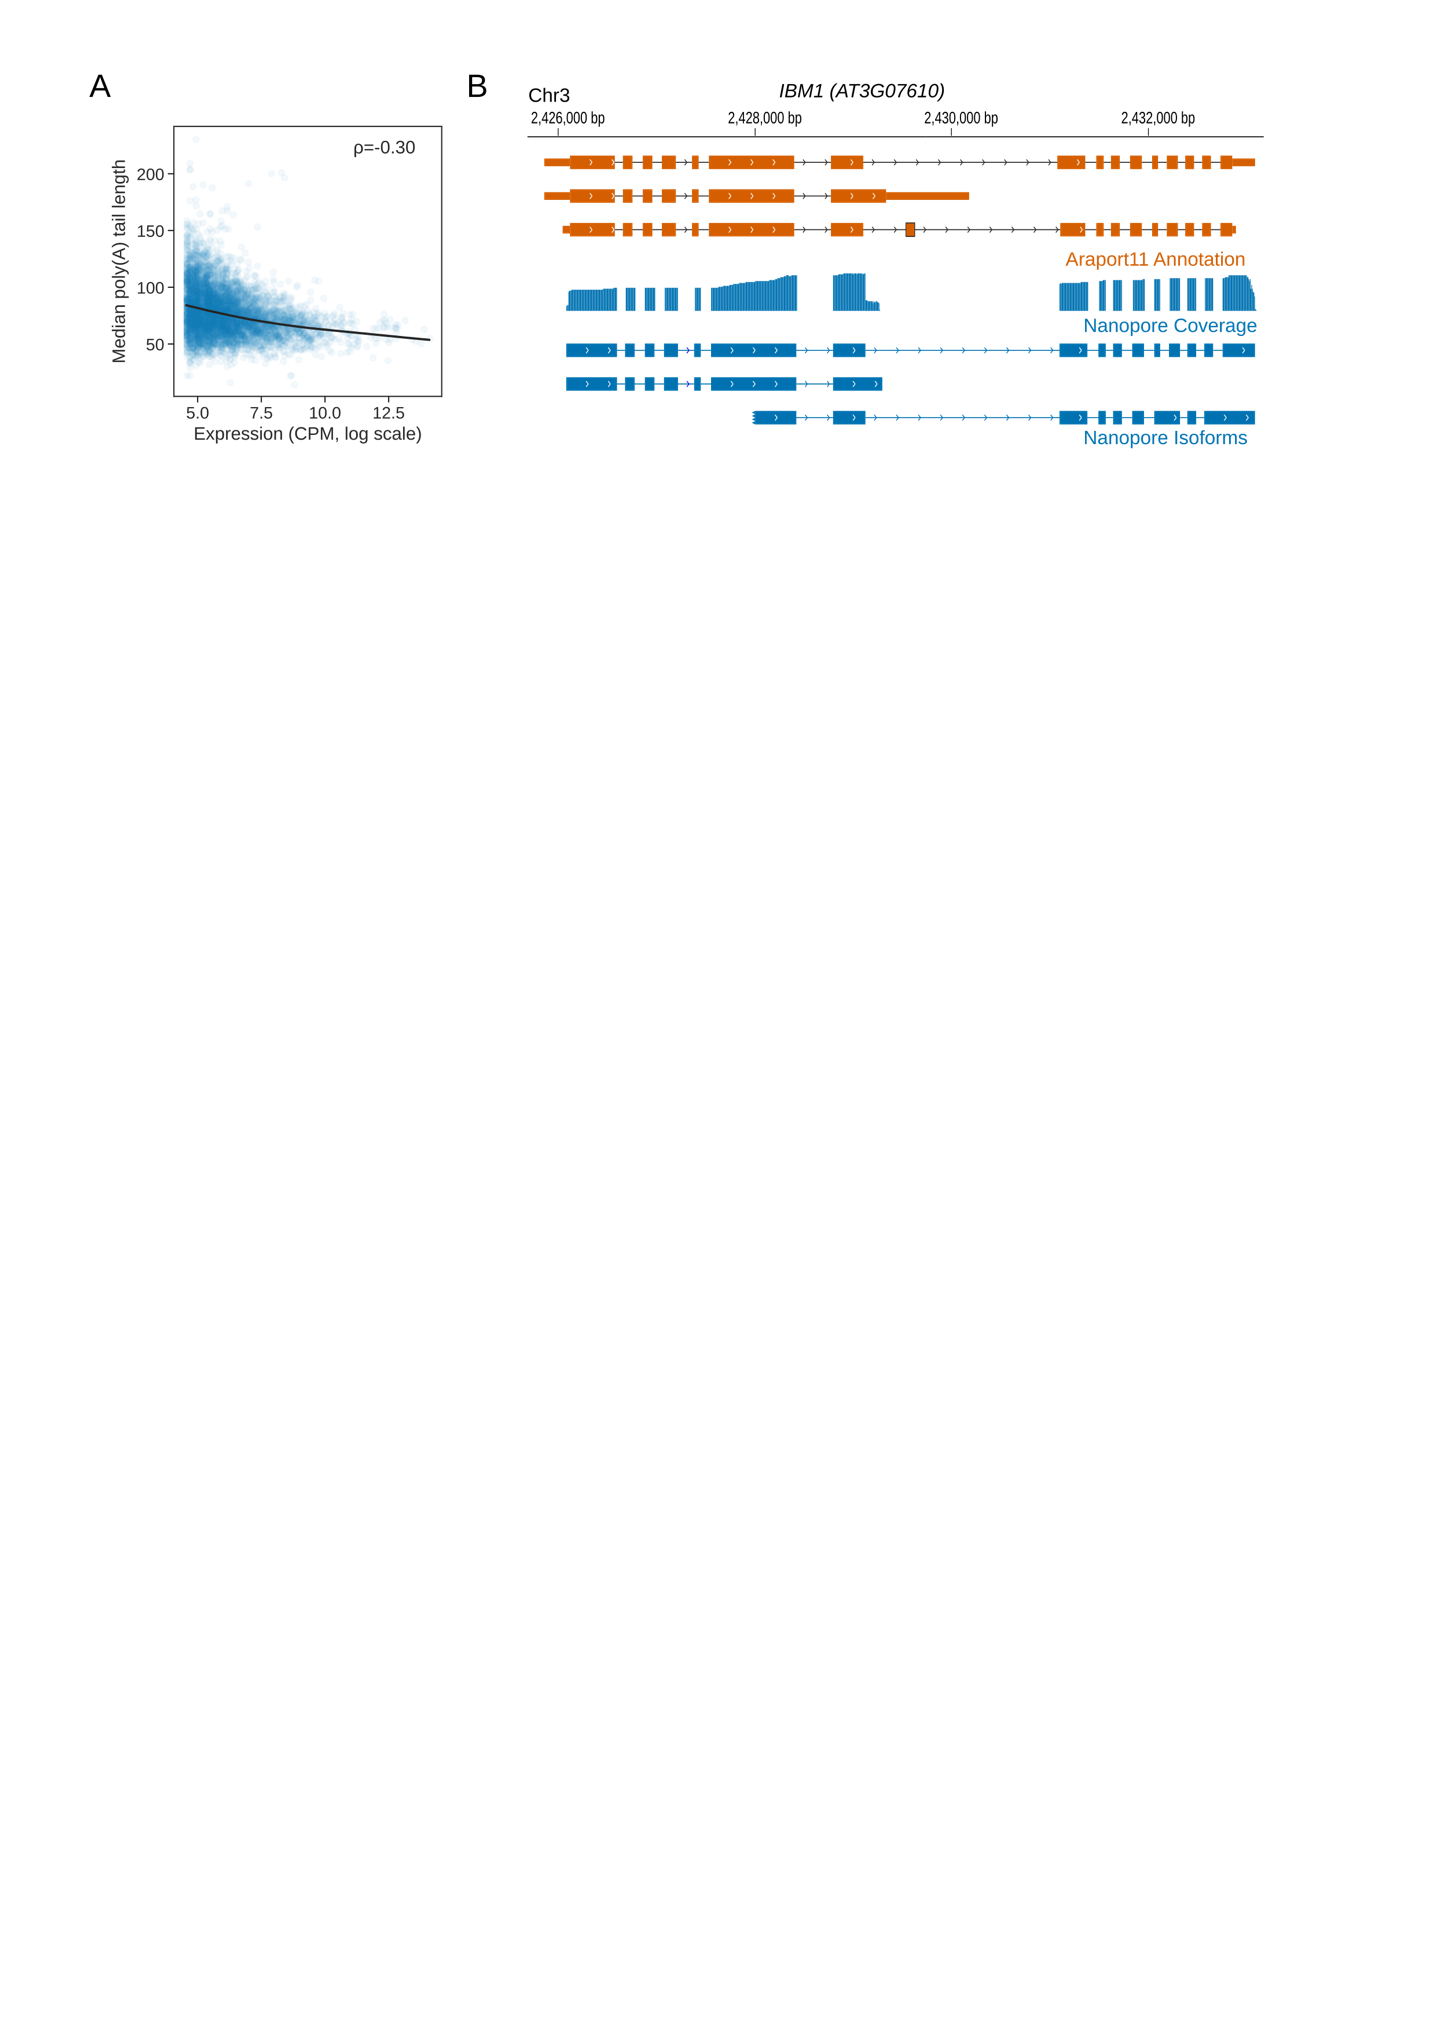 A
Median poly(A) tail length
200
150
100
50
ρ=-0.30
5.0 7.5 10.0 12.5
Expression (CPM, log scale)
B
IBM1 (AT3G07610)
Chr3
2,426,000 bp 2,428,000 bp 2,430,000 bp 2,432,000 bp
Araport11 Annotation
Nanopore Coverage
Nanopore Isoforms